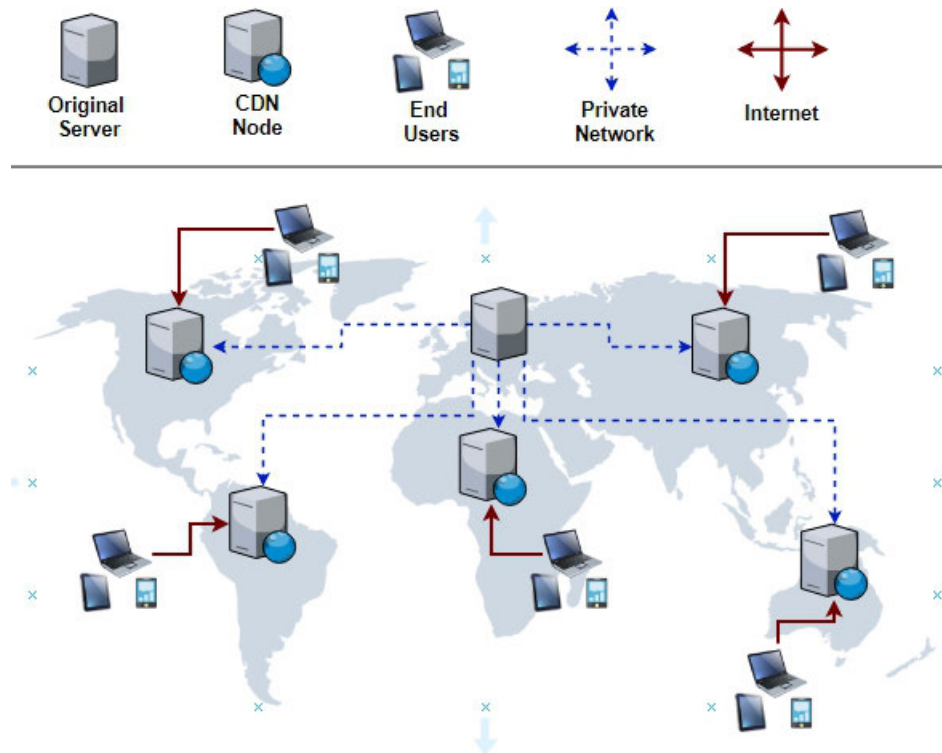 Original
Server
CDN
Node
End
Users
Private
Network
Internet